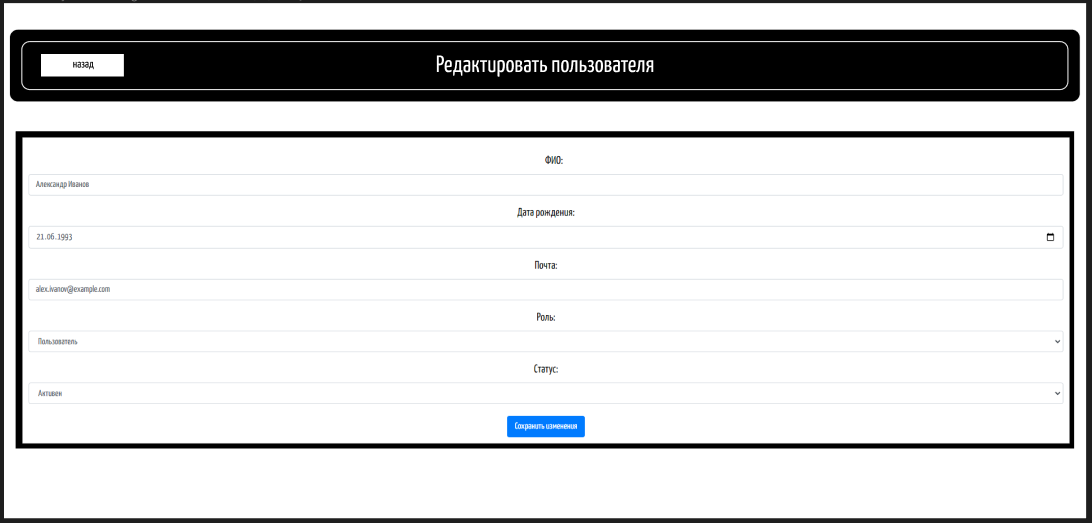 назад
Редактировать пользователя
ФИО:
Александр Иванов
Дата рождения:
21.06.1993
Почта:
alex.ivanov@example.com
Роль:
Пользователь
Статус:
Активен
Сохранить изменения